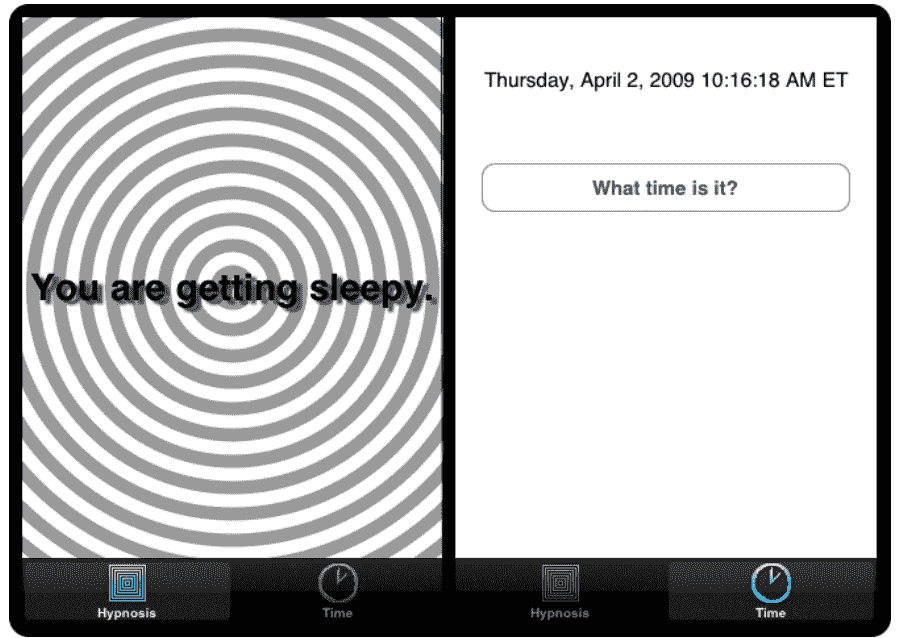 You are getting sleepy.
Hypnosis
Time
Thursday, April 2, 2009 10:16:18 AM ET
What time is it?
Hypnosis
Time